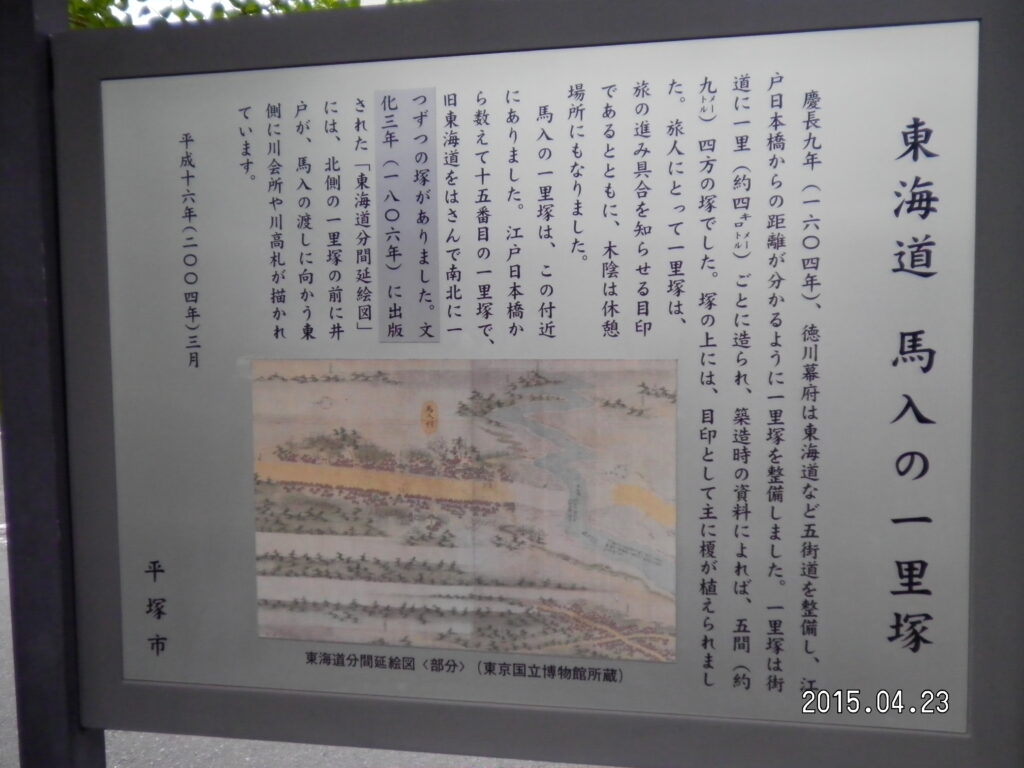 東海道 馬入の一里塚
慶長九年（一六〇四年）、徳川幕府は東海道など五街道を整備し、江
戸日本橋からの距離が分かるように一里塚を整備しました。一里塚は街
道に一里（約四キロメートル）ごとに造られ、築造時の資料によれば、五間（約
九メートル）四方の塚でした。塚の上には、目印として主に榎が植えられまし
た。旅人にとって一里塚は、
旅の進み具合を知らせる目印
であるとともに、木陰は休憩
場所にもなりました。
馬入の一里塚は、この付近
にありました。江戸日本橋か
ら数えて十五番目の一里塚で、
旧東海道をはさんで南北に一
つずつの塚がありました。文
化三年（一八〇六年）に出版
された「東海道分間延絵図」
には、北側の一里塚の前に井
戸が、馬入の渡しに向かう東
側に川会所や川高札が描かれ
ています。
平成十六年（二〇〇四年）三月
平塚市
東海道分間延絵図〈部分〉（東京国立博物館所蔵）
2015.04.23